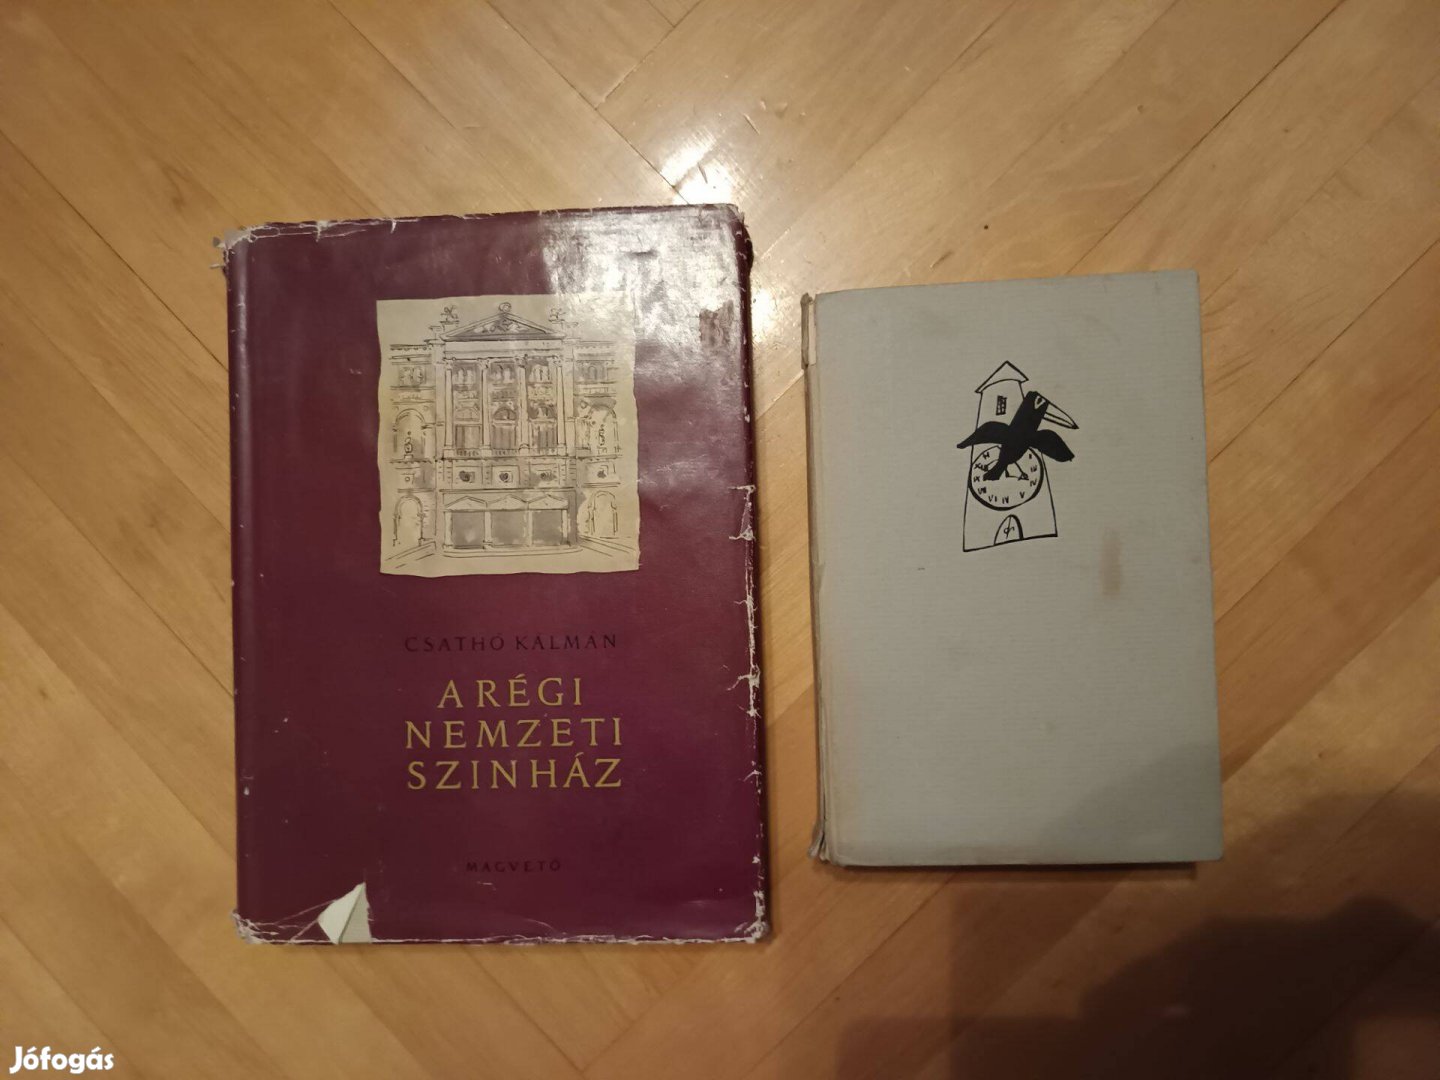 CSATHÓ KÁLMÁN
A RÉGI
NEMZETI
SZINHÁZ
MAGVETŐ
Jófogás